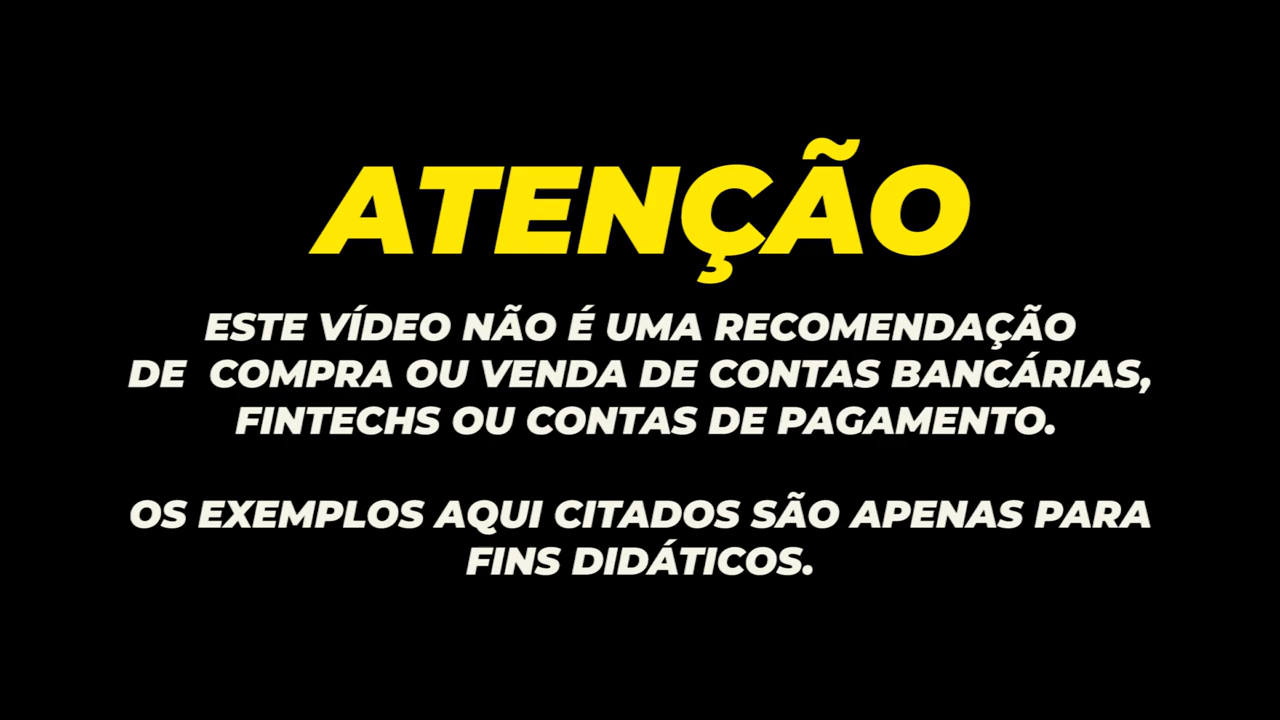 ATENÇÃO
ESTE VÍDEO NÃO É UMA RECOMENDAÇÃO
DE COMPRA OU VENDA DE CONTAS BANCÁRIAS,
FINTECHS OU CONTAS DE PAGAMENTO.
OS EXEMPLOS AQUI CITADOS SÃO APENAS PARA
FINS DIDÁTICOS.